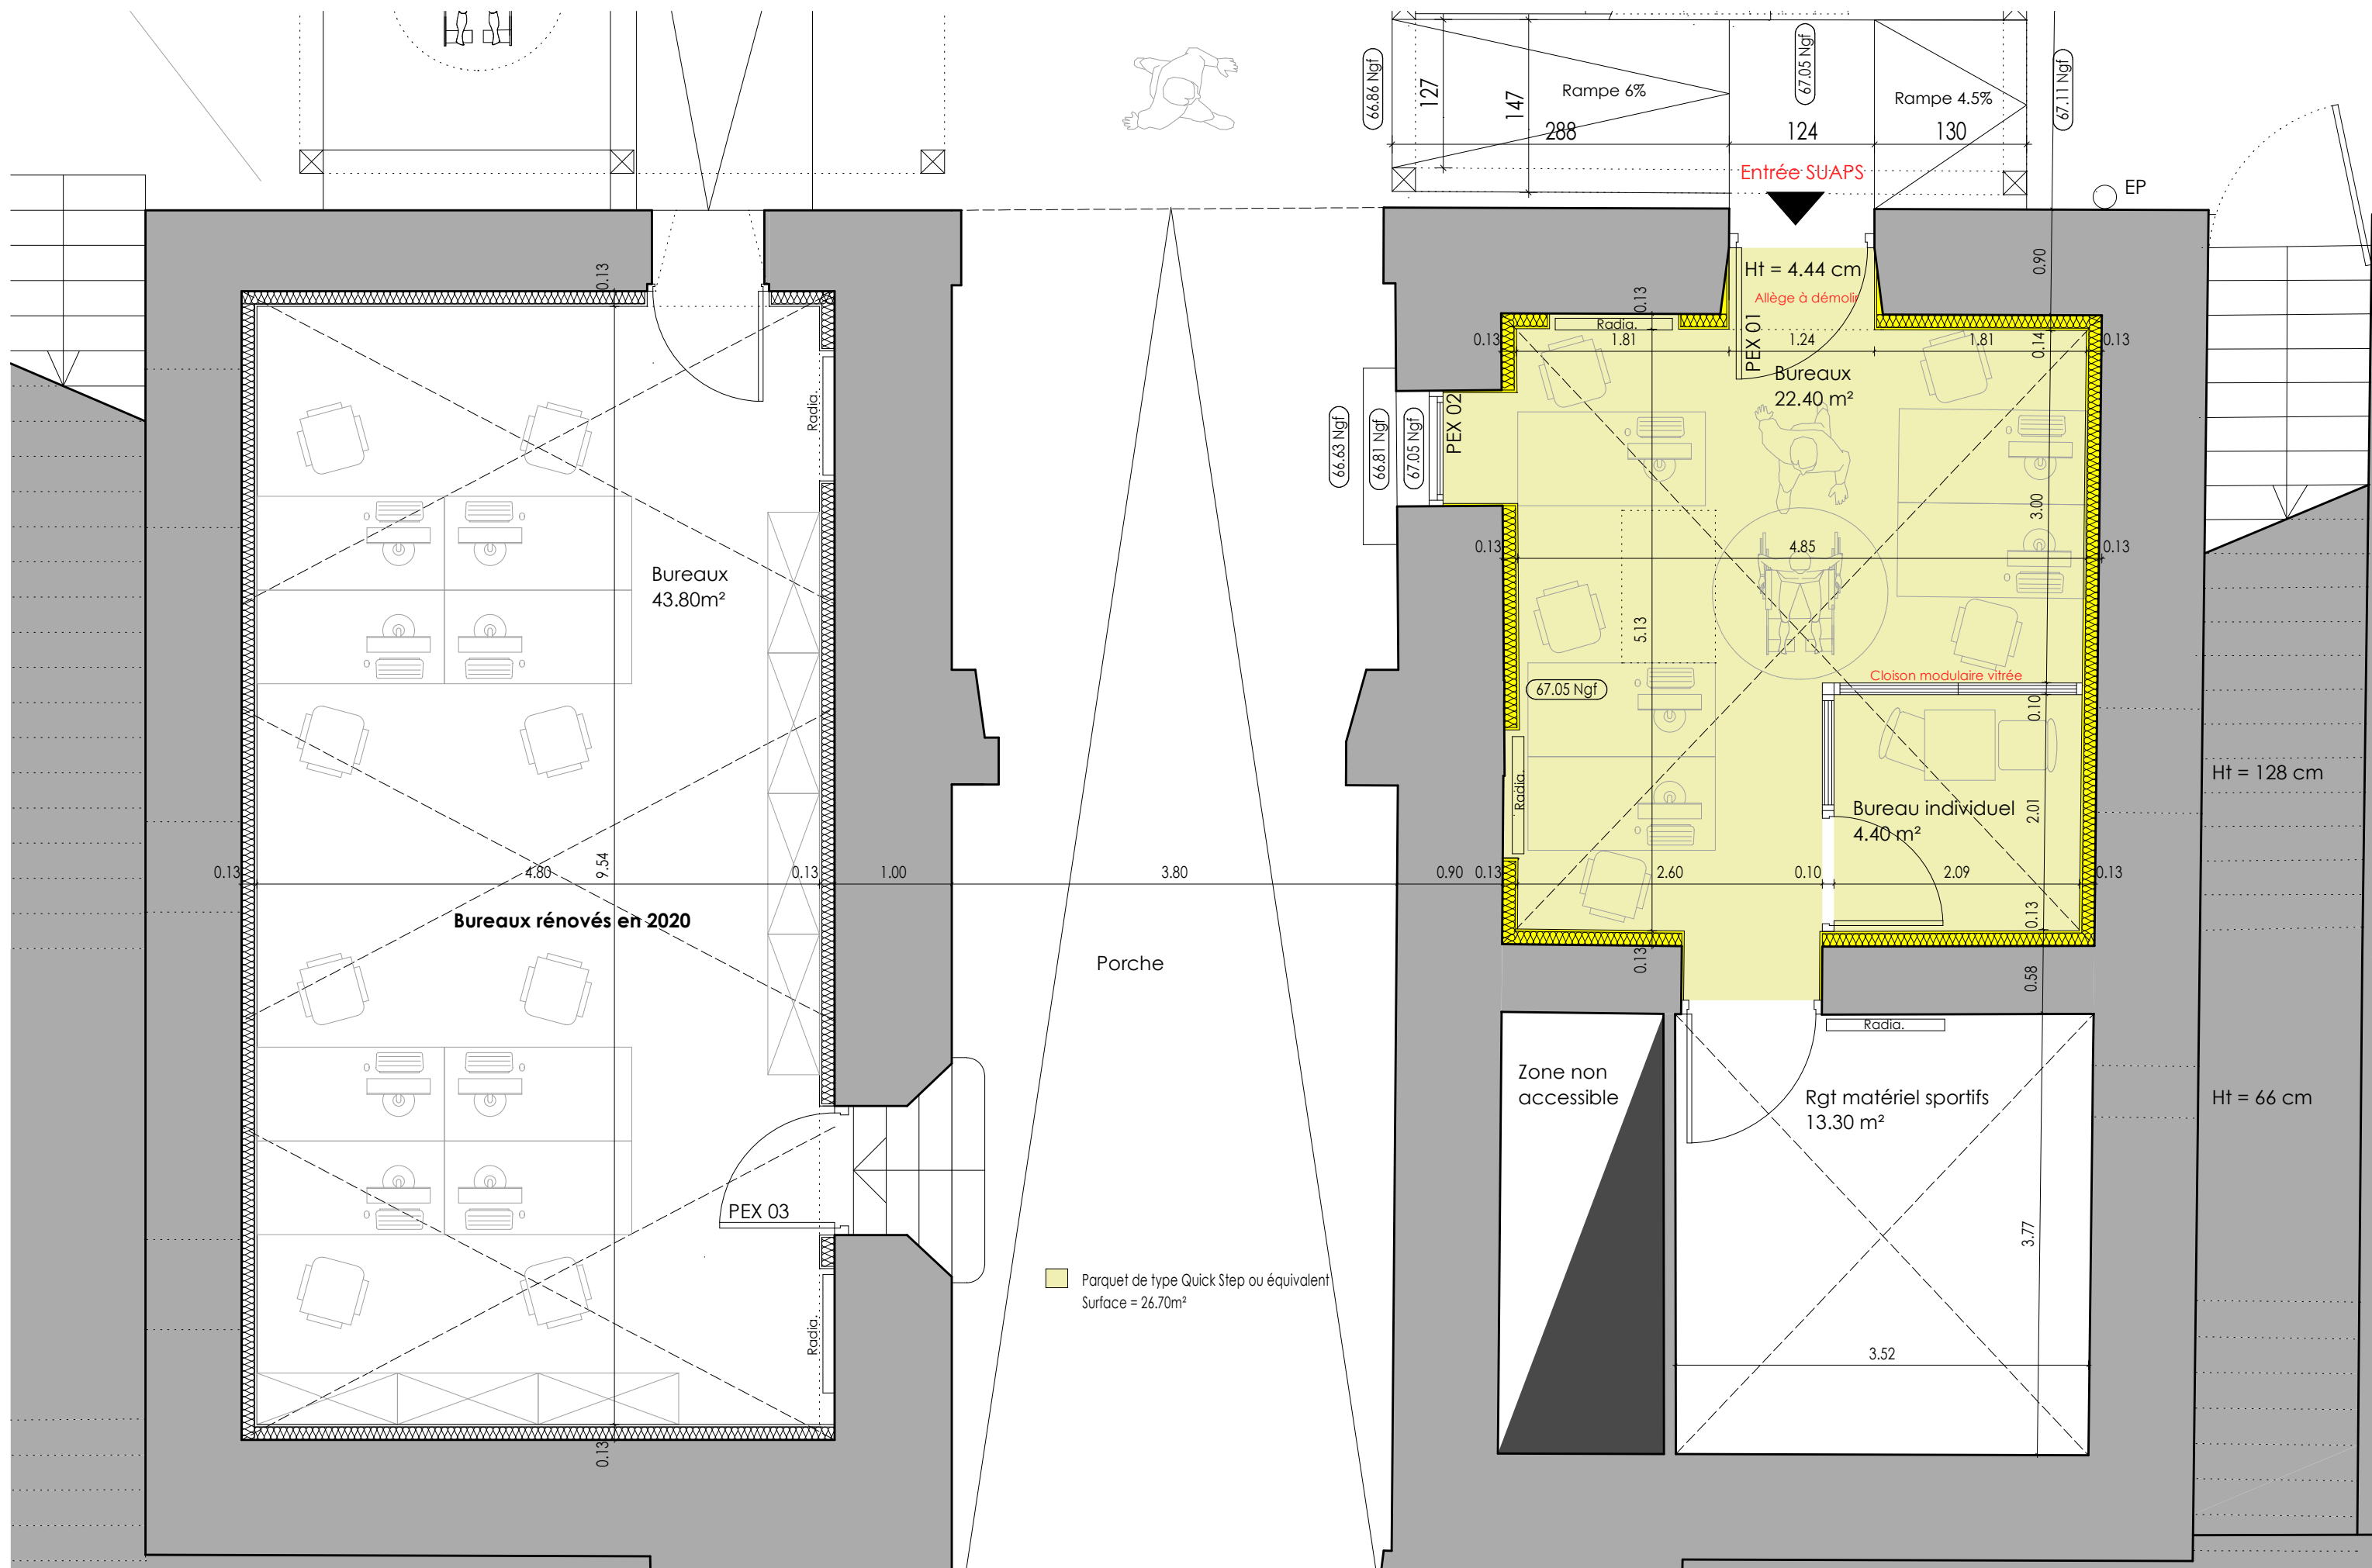 66.86 Ngf
127
147
Rampe 6%
288
67.05 Ngf
124
Rampe 4.5%
130
67.11 Ngf
Entrée SUAPS
EP
0.13
Ht = 4.44 cm
Allège à démolir
0.90
0.13
Radia.
PEX 01
0.13
1.81
1.24
1.81
0.14
0.13
Bureaux
22.40 m²
Radia.
66.63 Ngf
66.81 Ngf
67.05 Ngf
PEX 02
3.00
0.13
4.85
0.13
Bureaux
43.80m²
5.13
67.05 Ngf
Cloison modulaire vitrée
0.10
Radia.
Ht = 128 cm
Bureau individuel
4.40 m²
2.01
0.13
4.80
9.54
0.13
1.00
3.80
0.90
0.13
2.60
0.10
2.09
0.13
Bureaux rénovés en 2020
0.13
Porche
0.13
0.58
Radia.
Zone non
accessible
Rgt matériel sportifs
13.30 m²
Ht = 66 cm
PEX 03
3.77
Parquet de type Quick Step ou équivalent
Surface = 26.70m²
Radia.
3.52
0.13